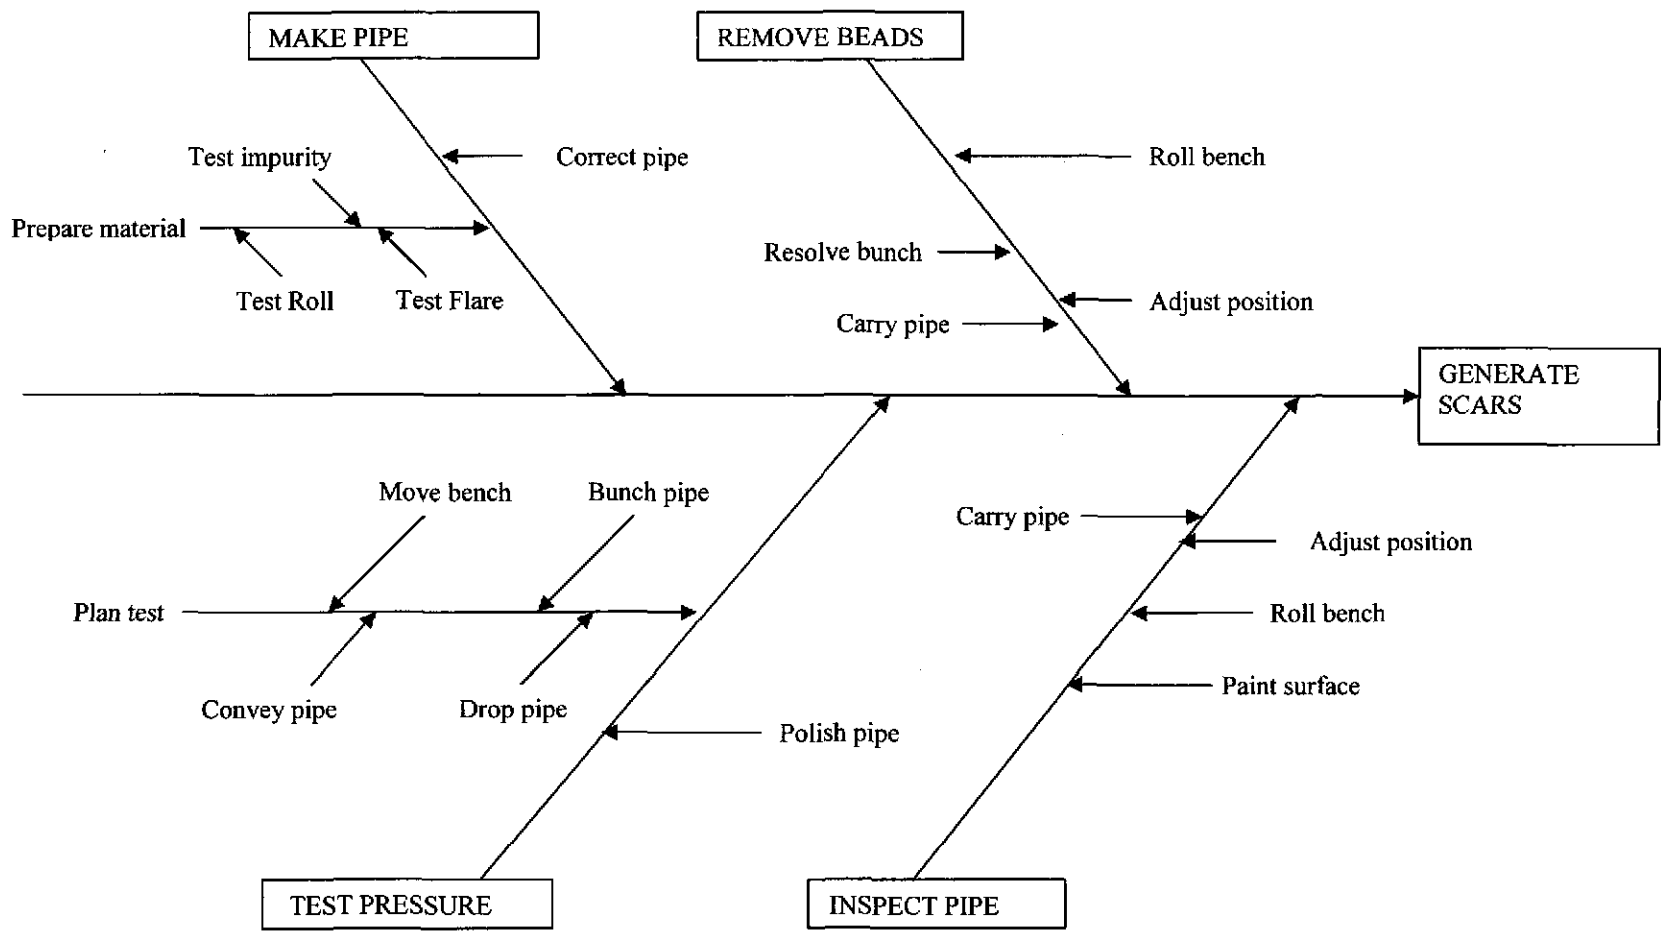 MAKE PIPE
REMOVE BEADS
Test impurity
Correct pipe
Roll bench
Prepare material
Resolve bunch
Test Roll
Test Flare
Adjust position
Carry pipe
GENERATE
SCARS
Move bench
Bunch pipe
Carry pipe
Adjust position
Plan test
Roll bench
Convey pipe
Drop pipe
Paint surface
Polish pipe
TEST PRESSURE
INSPECT PIPE